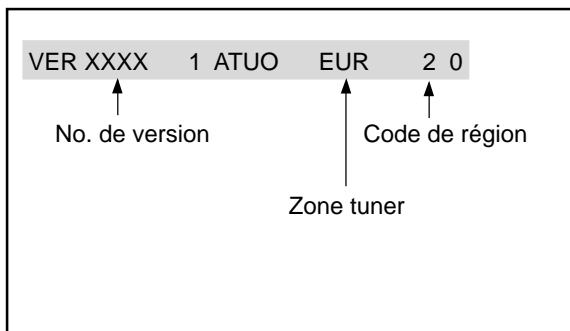 VER XXXX 1 ATUO EUR 2 0
No. de version Code de région
Zone tuner